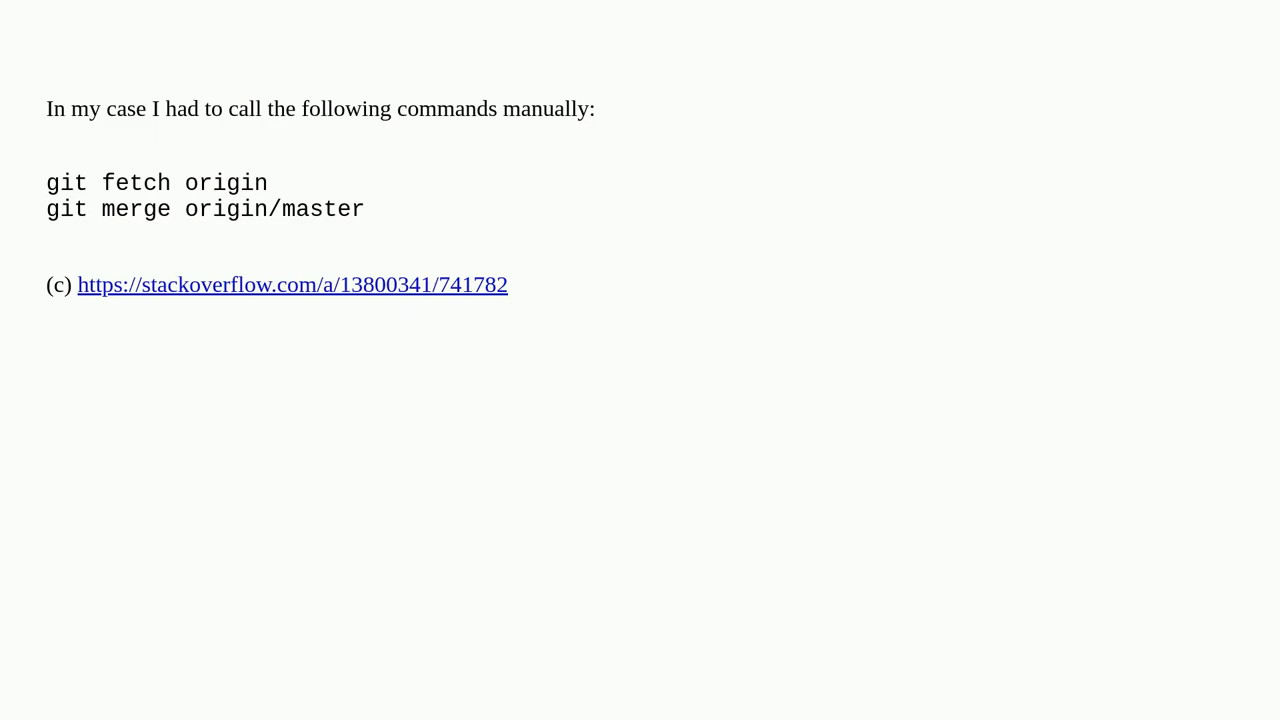 In my case I had to call the following commands manually:
git fetch origin
git merge origin/master
(c) https://stackoverflow.com/a/13800341/741782